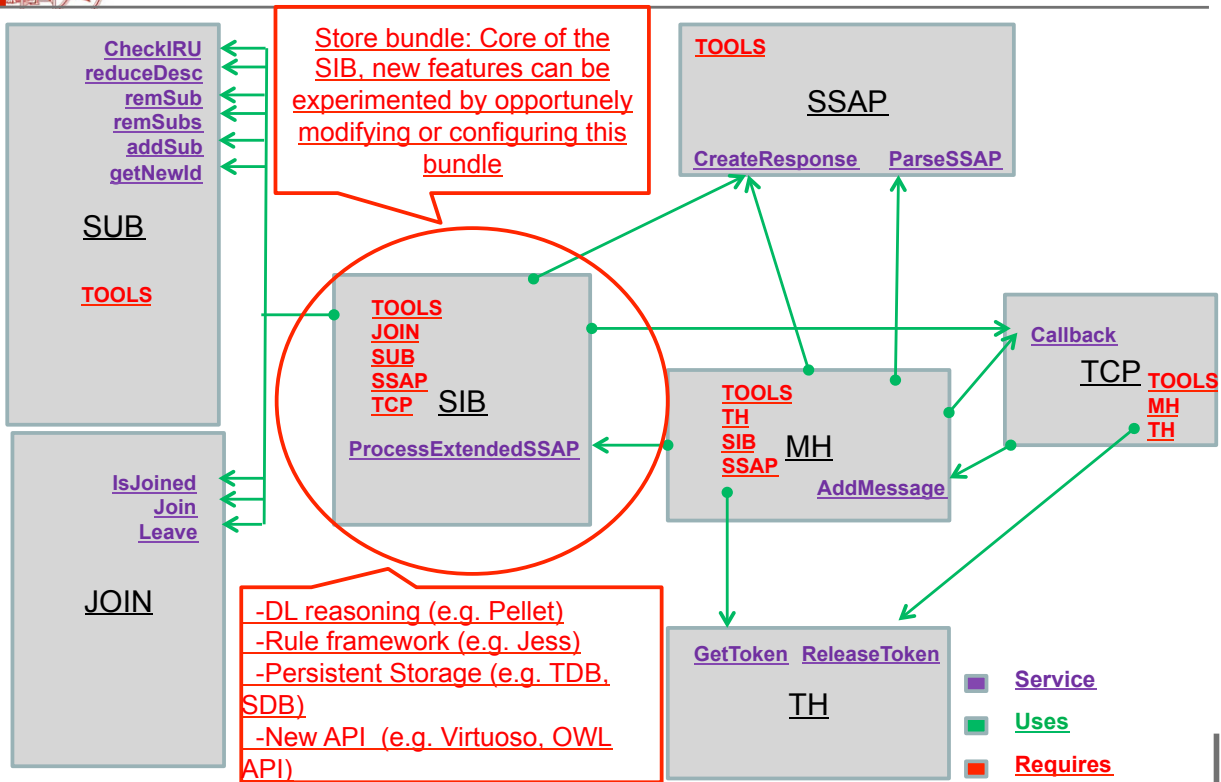 CheckIRU
reduceDesc
remSub
remSubs
addSub
getNewId
SUB
TOOLS
Store bundle: Core of the
SIB, new features can be
experimented by opportunely
modifying or configuring this
bundle
TOOLS
SSAP
CreateResponse ParseSSAP
TOOLS
JOIN
SUB
SSAP
TCP
SIB
ProcessExtendedSSAP
TOOLS
TH
SIB
SSAP
MH
AddMessage
Callback
TCP
TOOLS
MH
TH
IsJoined
Join
Leave
JOIN
-DL reasoning (e.g. Pellet)
-Rule framework (e.g. Jess)
-Persistent Storage (e.g. TDB,
SDB)
-New API (e.g. Virtuoso, OWL
API)
GetToken ReleaseToken
TH
Service
Uses
Requires